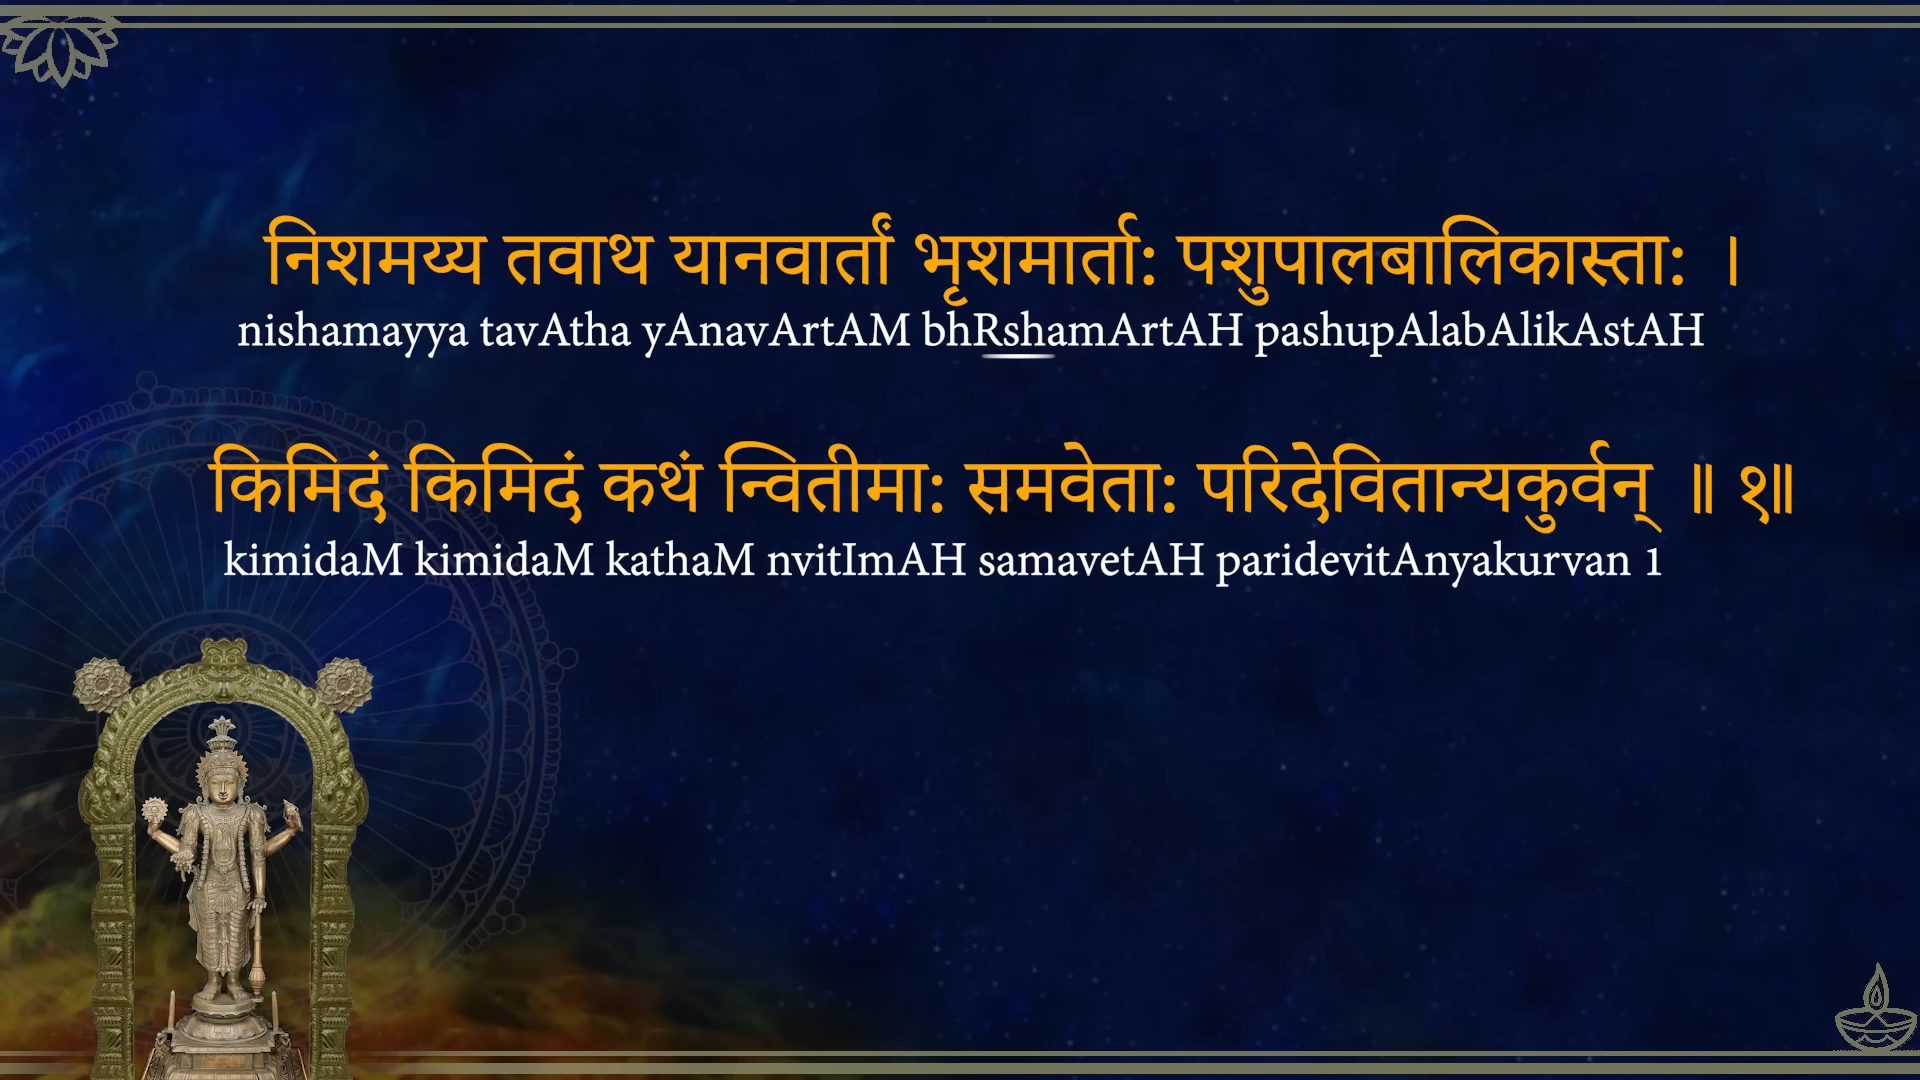 निशमय्य तवाथ यानवार्तां भृशमार्ता: पशुपालबालिकास्ता: ।
nishamayya tavAtha yAnavArtAM bhRshamArtAH pashupAlabAlikAstAH
किमिदं किमिदं कथं न्वितीमा: समवेता: परिदेवितान्यकुर्वन् ॥ १॥
kimidaM kimidaM kathaM nvitImAH samavetAH paridevitAnyakurvan 1